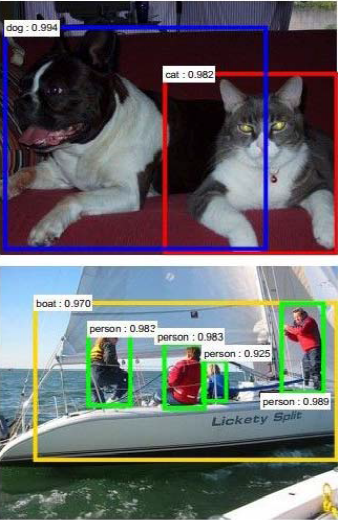 dog : 0.994
cat : 0.982
boat : 0.970
person : 0.983
person : 0.983
person : 0.925
person : 0.989
Lickety Split